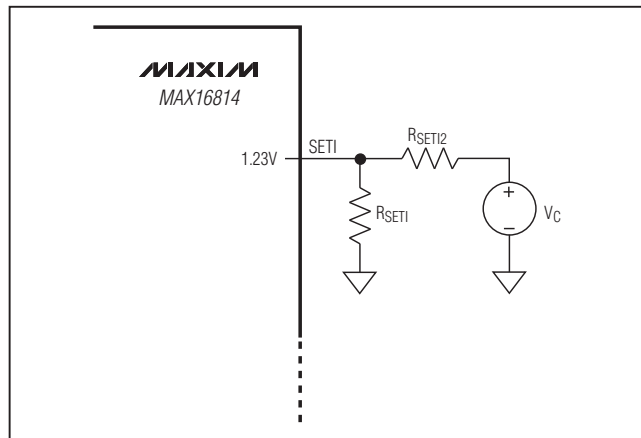 MAXIM
MAX16814
1.23V
SETI
RSETI2
RSETI
+
−
VC